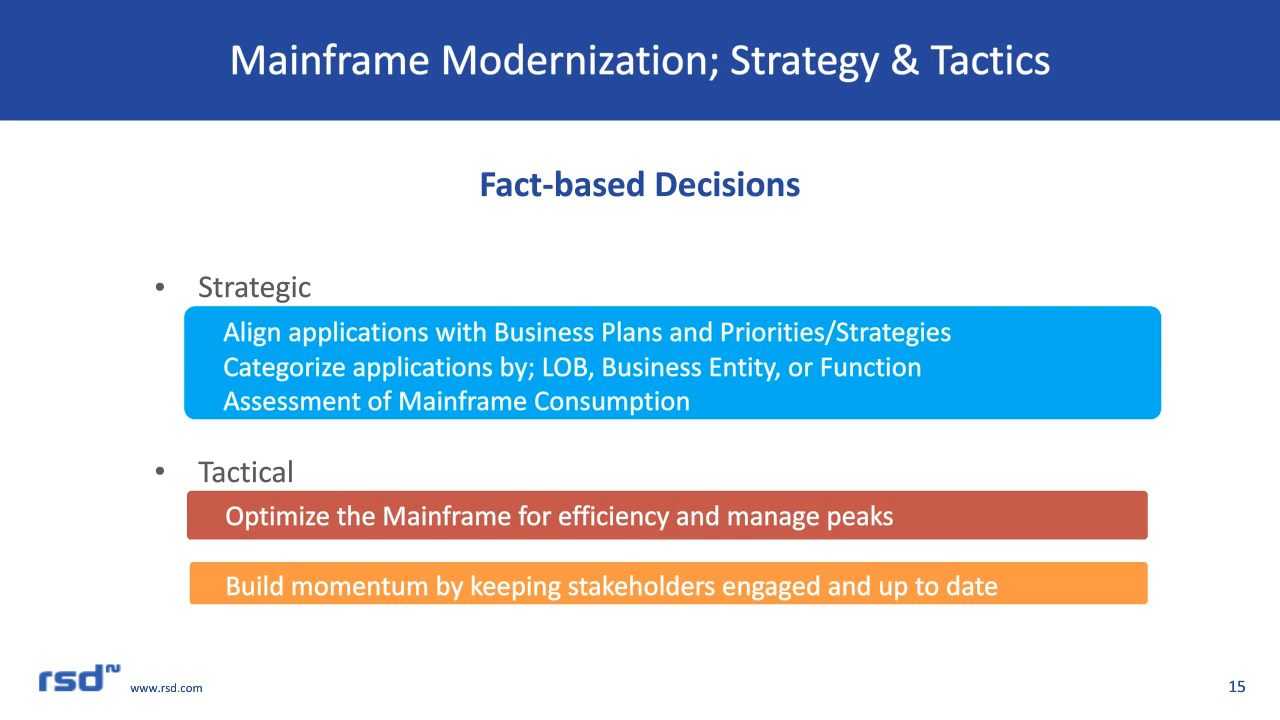 Mainframe Modernization; Strategy & Tactics
Fact-based Decisions
• Strategic
Align applications with Business Plans and Priorities/Strategies
Categorize applications by; LOB, Business Entity, or Function
Assessment of Mainframe Consumption
• Tactical
Optimize the Mainframe for efficiency and manage peaks
Build momentum by keeping stakeholders engaged and up to date
rsd www.rsd.com
15